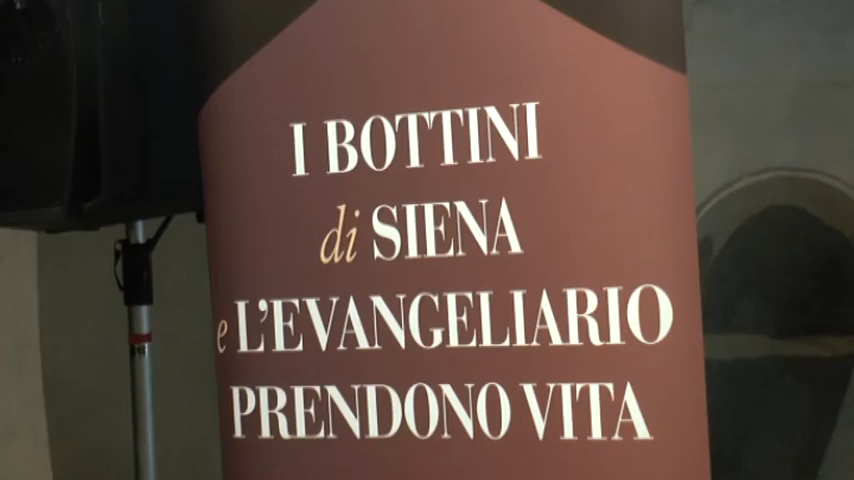 I BOTTINI
di SIENA
e L'EVANGELIARIO
PRENDONO VITA